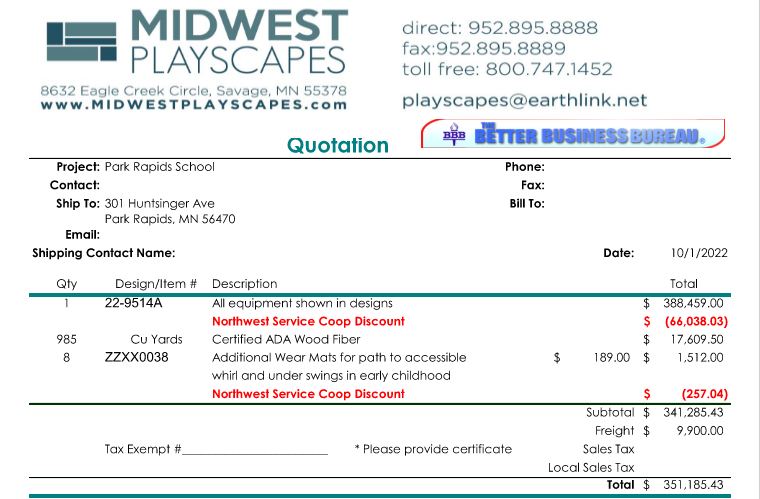 MIDWEST
PLAYSCAPES
8632 Eagle Creek Circle, Savage, MN 55378
www.MIDWESTPLAYSCAPES.com
direct: 952.895.8888
fax:952.895.8889
toll free: 800.747.1452
playscapes@earthlink.net
BBB THE BETTER BUSINESS BUREAU®
Quotation
Project: Park Rapids School Phone:
Contact: Fax:
Ship To: 301 Huntsinger Ave Bill To:
Park Rapids, MN 56470
Email:
Shipping Contact Name: Date: 10/1/2022
Qty Design/Item # Description Total
1 22-9514A All equipment shown in designs $ 388,459.00
Northwest Service Coop Discount $ (66,038.03)
985 Cu Yards Certified ADA Wood Fiber $ 17,609.50
8 ZZXX0038 Additional Wear Mats for path to accessible $ 189.00 $ 1,512.00
whirl and under swings in early childhood
Northwest Service Coop Discount $ (257.04)
Subtotal $ 341,285.43
Freight $ 9,900.00
Tax Exempt #______________________ * Please provide certificate Sales Tax
Local Sales Tax
Total $ 351,185.43